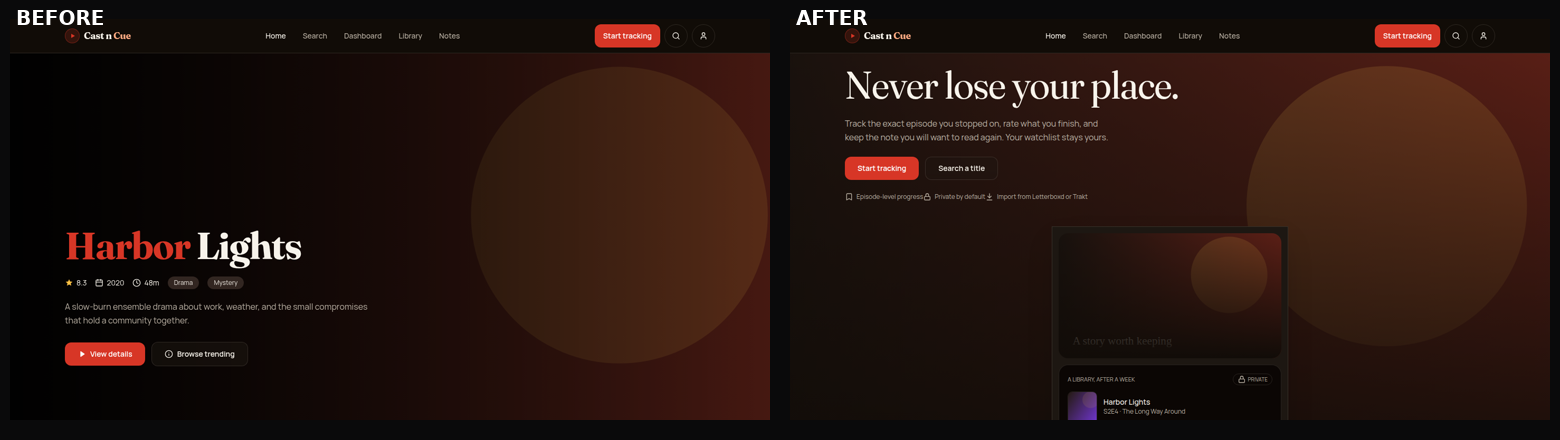 BEFORE
Cast n Cue
Home Search Dashboard Library Notes
Start tracking
Harbor Lights
8.3 2020 48m Drama Mystery
A slow-burn ensemble drama about work, weather, and the small compromises
that hold a community together.
View details Browse trending
AFTER
Cast n Cue
Home Search Dashboard Library Notes
Start tracking
Never lose your place.
Track the exact episode you stopped on, rate what you finish, and
keep the note you will want to read again. Your watchlist stays yours.
Start tracking Search a title
Episode-level progress Private by default Import from Letterboxd or Trakt
A story worth keeping
A LIBRARY, AFTER A WEEK PRIVATE
Harbor Lights
S2E4 · The Long Way Around